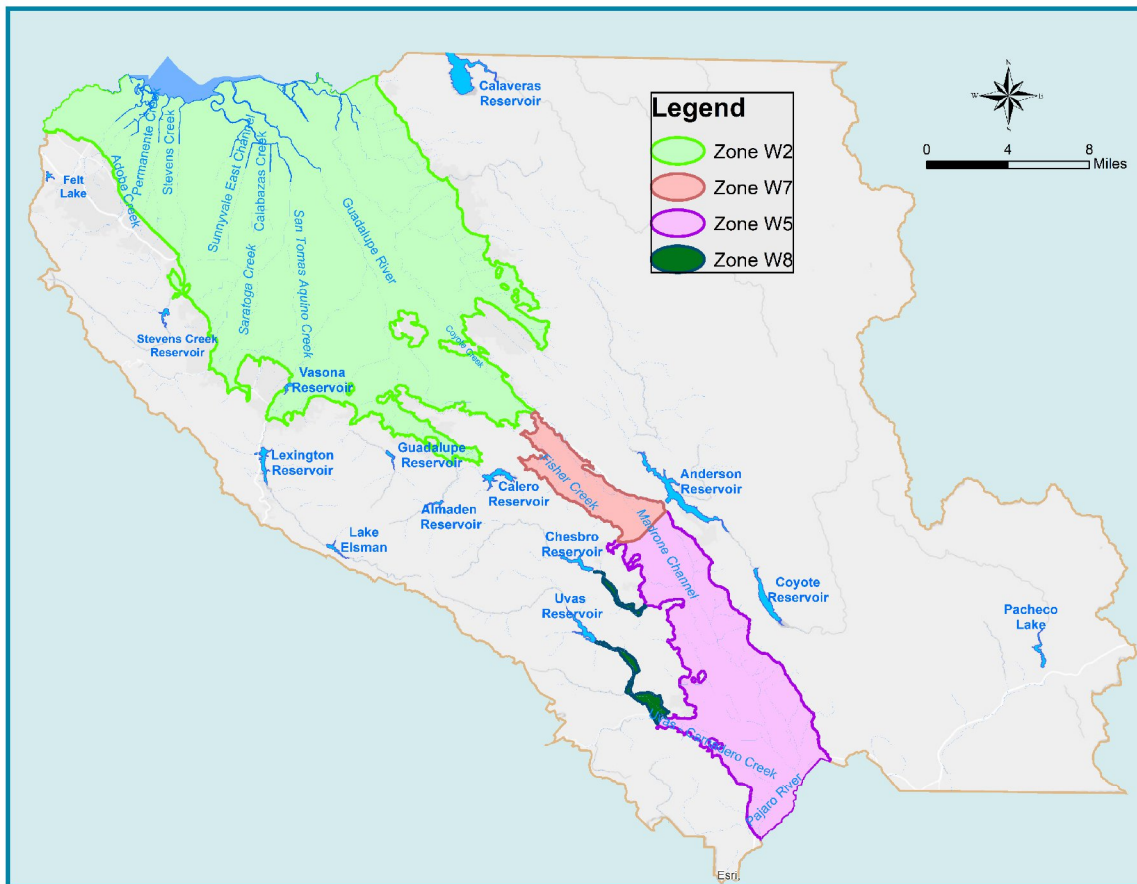 Calaveras
Reservoir
N
W
E
S
Legend
Zone W2
Zone W7
Zone W5
Zone W8
0
4
8
Miles
Felt
Lake
Adobe Creek
Permanente Creek
Stevens Creek
Sunnyvale East Channel
Calabazas Creek
Saratoga Creek
San Tomas Aquino Creek
Guadalupe River
Coyote Creek
Stevens Creek
Reservoir
Vasona
Reservoir
Lexington
Reservoir
Guadalupe
Reservoir
Calero
Reservoir
Almaden
Reservoir
Lake
Elsman
Fisher Creek
Anderson
Reservoir
Madrone Channel
Chesbro
Reservoir
Uvas
Reservoir
Coyote
Reservoir
Pacheco
Lake
Creek
Pajaro River
Esri